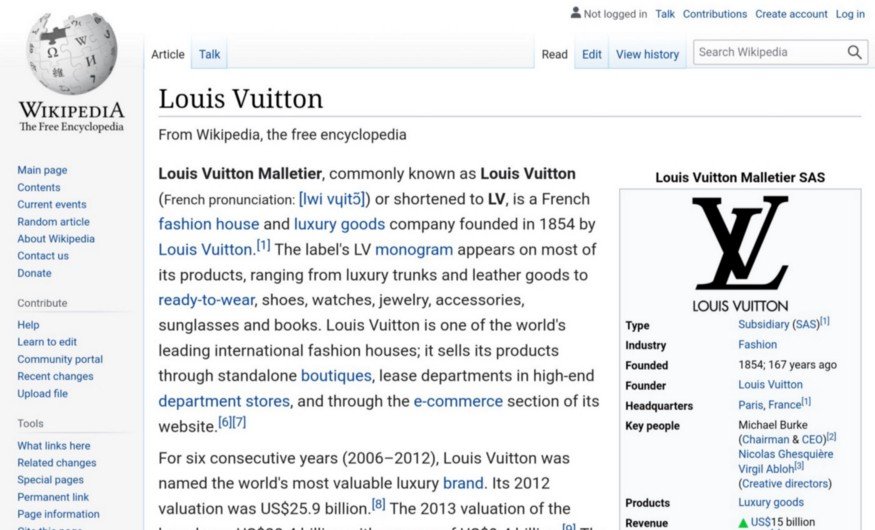 Not logged in Talk Contributions Create account Log in
Article Talk Read Edit View history Search Wikipedia
WIKIPEDIA
The Free Encyclopedia
Main page
Contents
Current events
Random article
About Wikipedia
Contact us
Donate
Contribute
Help
Learn to edit
Community portal
Recent changes
Upload file
Tools
What links here
Related changes
Special pages
Permanent link
Page information
Louis Vuitton
From Wikipedia, the free encyclopedia
Louis Vuitton Malletier, commonly known as Louis Vuitton
(French pronunciation: [lwi vɥitɔ̃]) or shortened to LV, is a French
fashion house and luxury goods company founded in 1854 by
Louis Vuitton.[1] The label's LV monogram appears on most of
its products, ranging from luxury trunks and leather goods to
ready-to-wear, shoes, watches, jewelry, accessories,
sunglasses and books. Louis Vuitton is one of the world's
leading international fashion houses; it sells its products
through standalone boutiques, lease departments in high-end
department stores, and through the e-commerce section of its
website.[6][7]
For six consecutive years (2006–2012), Louis Vuitton was
named the world's most valuable luxury brand. Its 2012
valuation was US$25.9 billion.[8] The 2013 valuation of the
Louis Vuitton Malletier SAS
LV
LOUIS VUITTON
Type Subsidiary (SAS)[1]
Industry Fashion
Founded 1854; 167 years ago
Founder Louis Vuitton
Headquarters Paris, France[1]
Key people Michael Burke
(Chairman & CEO)[2]
Nicolas Ghesquière
Virgil Abloh[3]
(Creative directors)
Products Luxury goods
Revenue ▲ US$15 billion